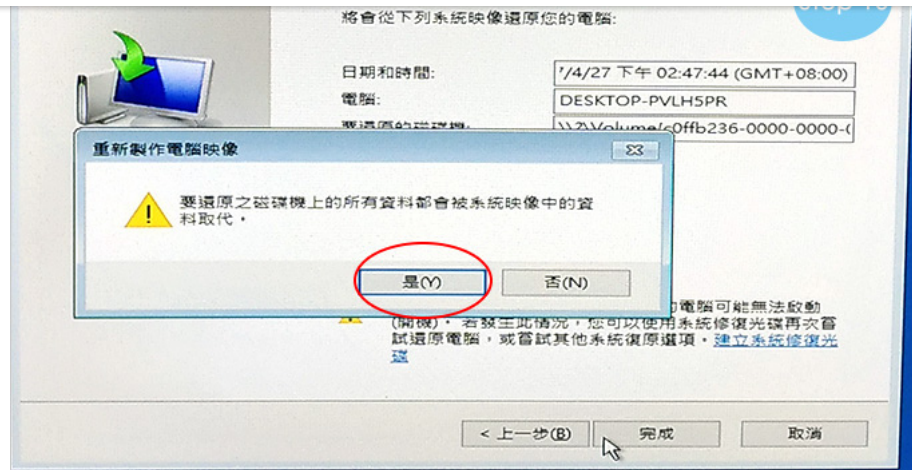 將會從下列系統映像還原您的電腦:
日期和時間:
'/4/27 下午 02:47:44 (GMT+08:00)
電腦:
DESKTOP-PVLH5PR
要還原的磁碟機:
\\?\Volume{c0ffb236-0000-0000-(
重新製作電腦映像
要還原之磁碟機上的所有資料都會被系統映像中的資
料取代。
是(Y)
否(N)
的電腦可能無法啟動
(開機)。若發生此情況，您可以使用系統修復光碟再次嘗
試還原電腦，或嘗試其他系統復原選項。建立系統修復光
碟
< 上一步(B)
完成
取消